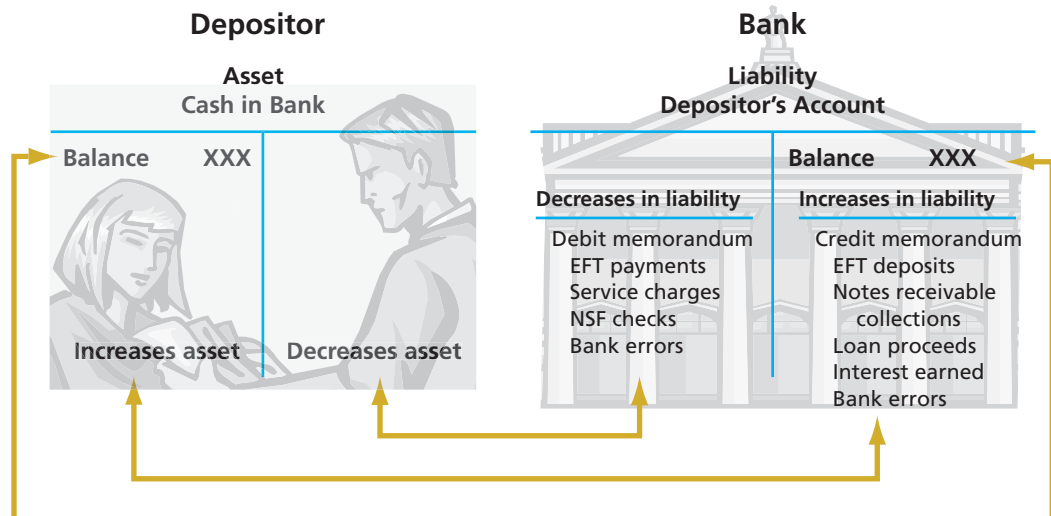 Depositor
Asset
Cash in Bank
Balance XXX
Increases asset
Decreases asset
Bank
Liability
Depositor’s Account
Balance XXX
Decreases in liability
Debit memorandum
EFT payments
Service charges
NSF checks
Bank errors
Increases in liability
Credit memorandum
EFT deposits
Notes receivable
collections
Loan proceeds
Interest earned
Bank errors